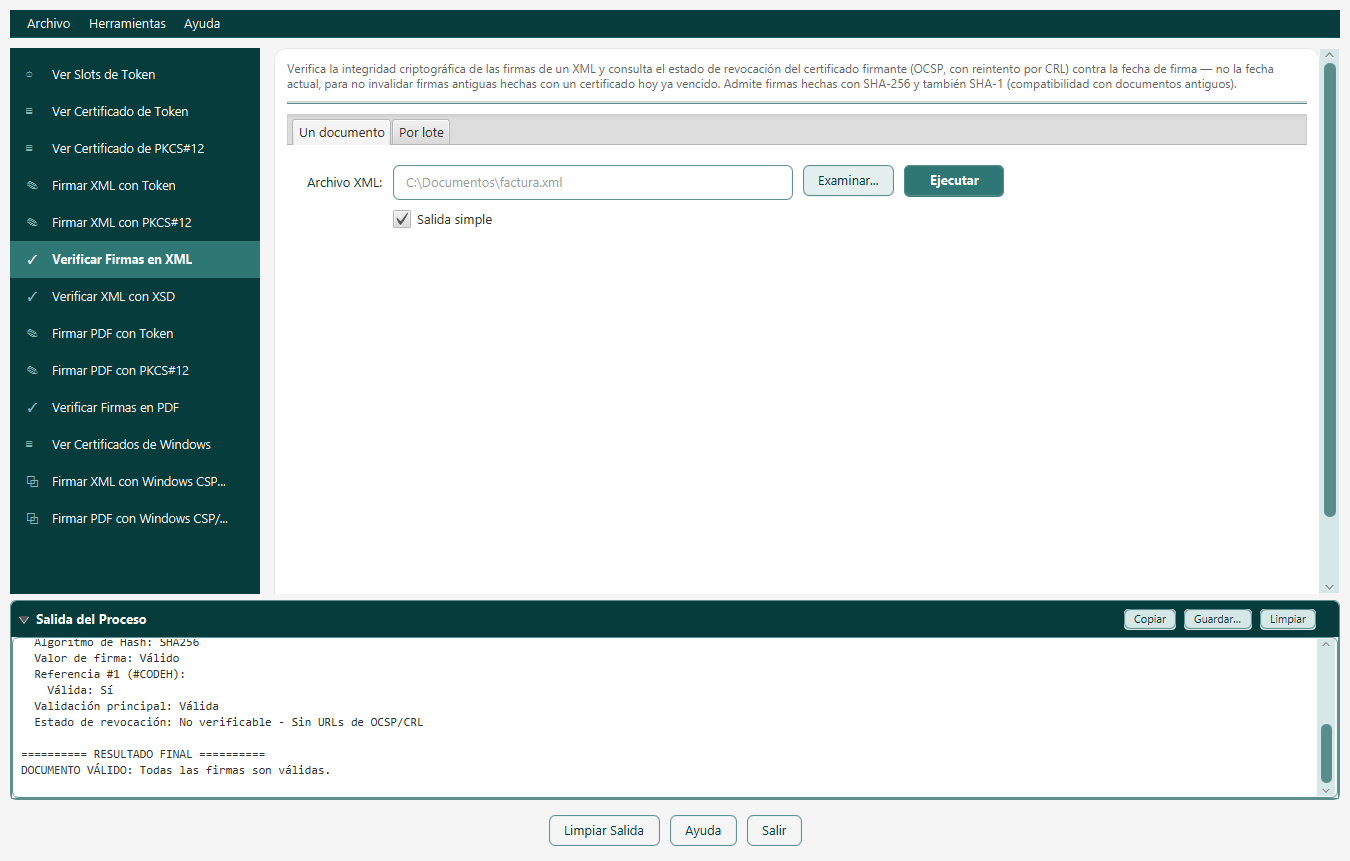 Archivo Herramientas Ayuda
Ver Slots de Token
Ver Certificado de Token
Ver Certificado de PKCS#12
Firmar XML con Token
Firmar XML con PKCS#12
Verificar Firmas en XML
Verificar XML con XSD
Firmar PDF con Token
Firmar PDF con PKCS#12
Verificar Firmas en PDF
Ver Certificados de Windows
Firmar XML con Windows CSP...
Firmar PDF con Windows CSP/...
Verifica la integridad criptográfica de las firmas de un XML y consulta el estado de revocación del certificado firmante (OCSP, con reintento por CRL) contra la fecha de firma — no la fecha
actual, para no invalidar firmas antiguas hechas con un certificado hoy ya vencido. Admite firmas hechas con SHA-256 y también SHA-1 (compatibilidad con documentos antiguos).
Un documento Por lote
Archivo XML: C:\Documentos\factura.xml Examinar... Ejecutar
Salida simple
Salida del Proceso Copiar Guardar... Limpiar
Algoritmo de Hash: SHA256
Valor de firma: Válido
Referencia #1 (#CODEH):
Válida: Sí
Validación principal: Válida
Estado de revocación: No verificable - Sin URLs de OCSP/CRL
========== RESULTADO FINAL ==========
DOCUMENTO VÁLIDO: Todas las firmas son válidas.
Limpiar Salida Ayuda Salir